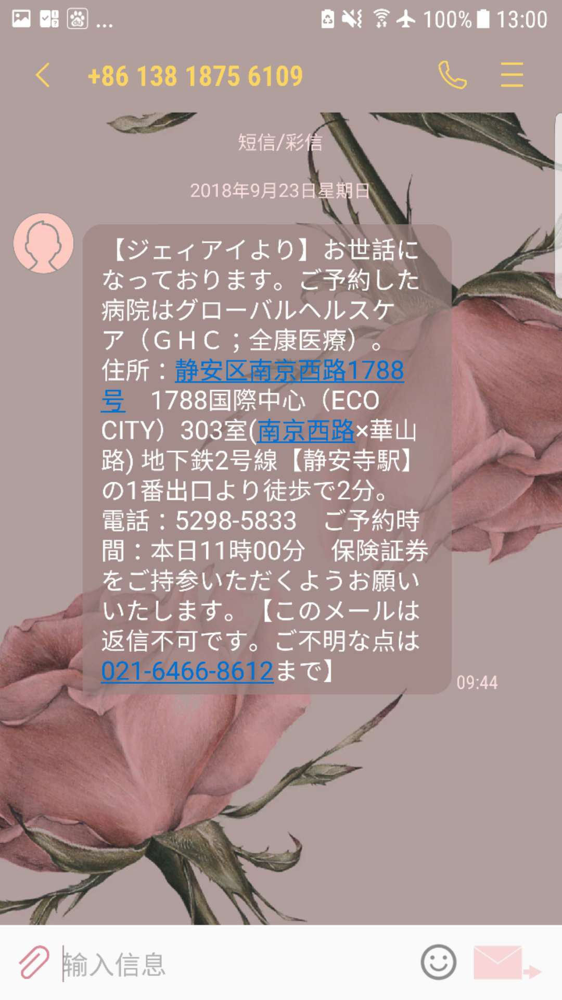 100% 13:00
+86 138 1875 6109
短信/彩信
2018年9月23日星期日
【ジェィアイより】お世話に
なっております。ご予約した
病院はグローバルヘルスケ
ア（ＧＨＣ；全康医療）。
住所：静安区南京西路1788
号　1788国際中心（ECO
CITY）303室(南京西路×華山
路) 地下鉄2号線【静安寺駅】
の1番出口より徒歩で2分。
電話：5298-5833　ご予約時
間：本日11時00分　保険証券
をご持参いただくようお願い
いたします。【このメールは
返信不可です。ご不明な点は
021-6466-8612まで】
09:44
输入信息